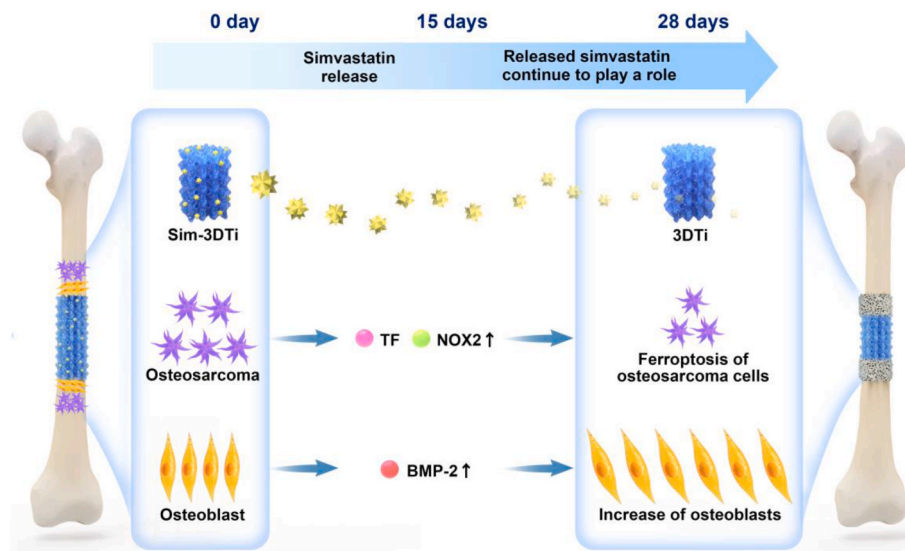 0 day
15 days
28 days
Simvastatin
release
Released simvastatin
continue to play a role
Sim-3DTi
3DTi
Osteosarcoma
TF
NOX2↑
Ferroptosis of
osteosarcoma cells
Osteoblast
BMP-2↑
Increase of osteoblasts